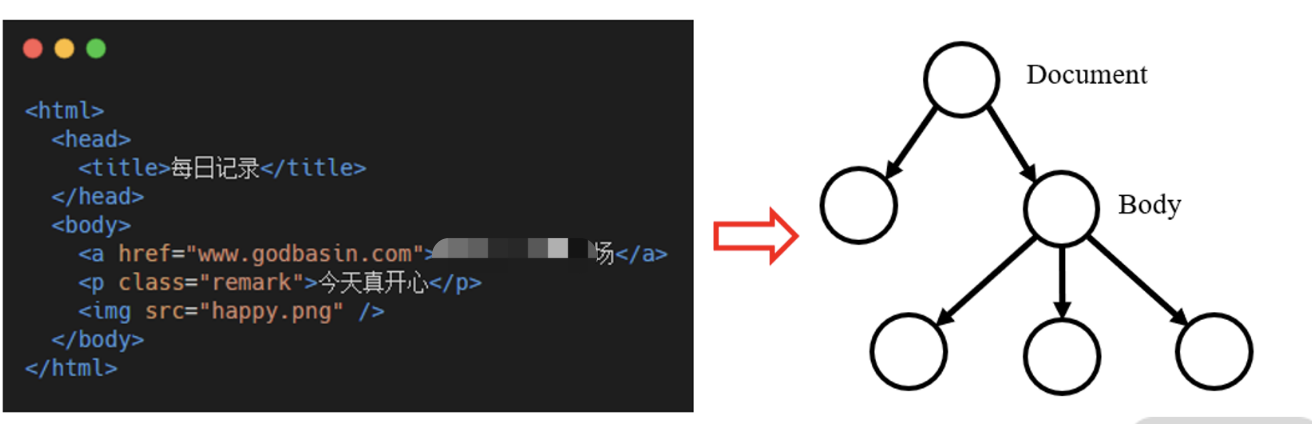 <html>
<head>
<title>每日记录</title>
</head>
<body>
<a href="www.godbasin.com">场</a>
<p class="remark">今天真开心</p>
<img src="happy.png" />
</body>
</html>
Document
Body